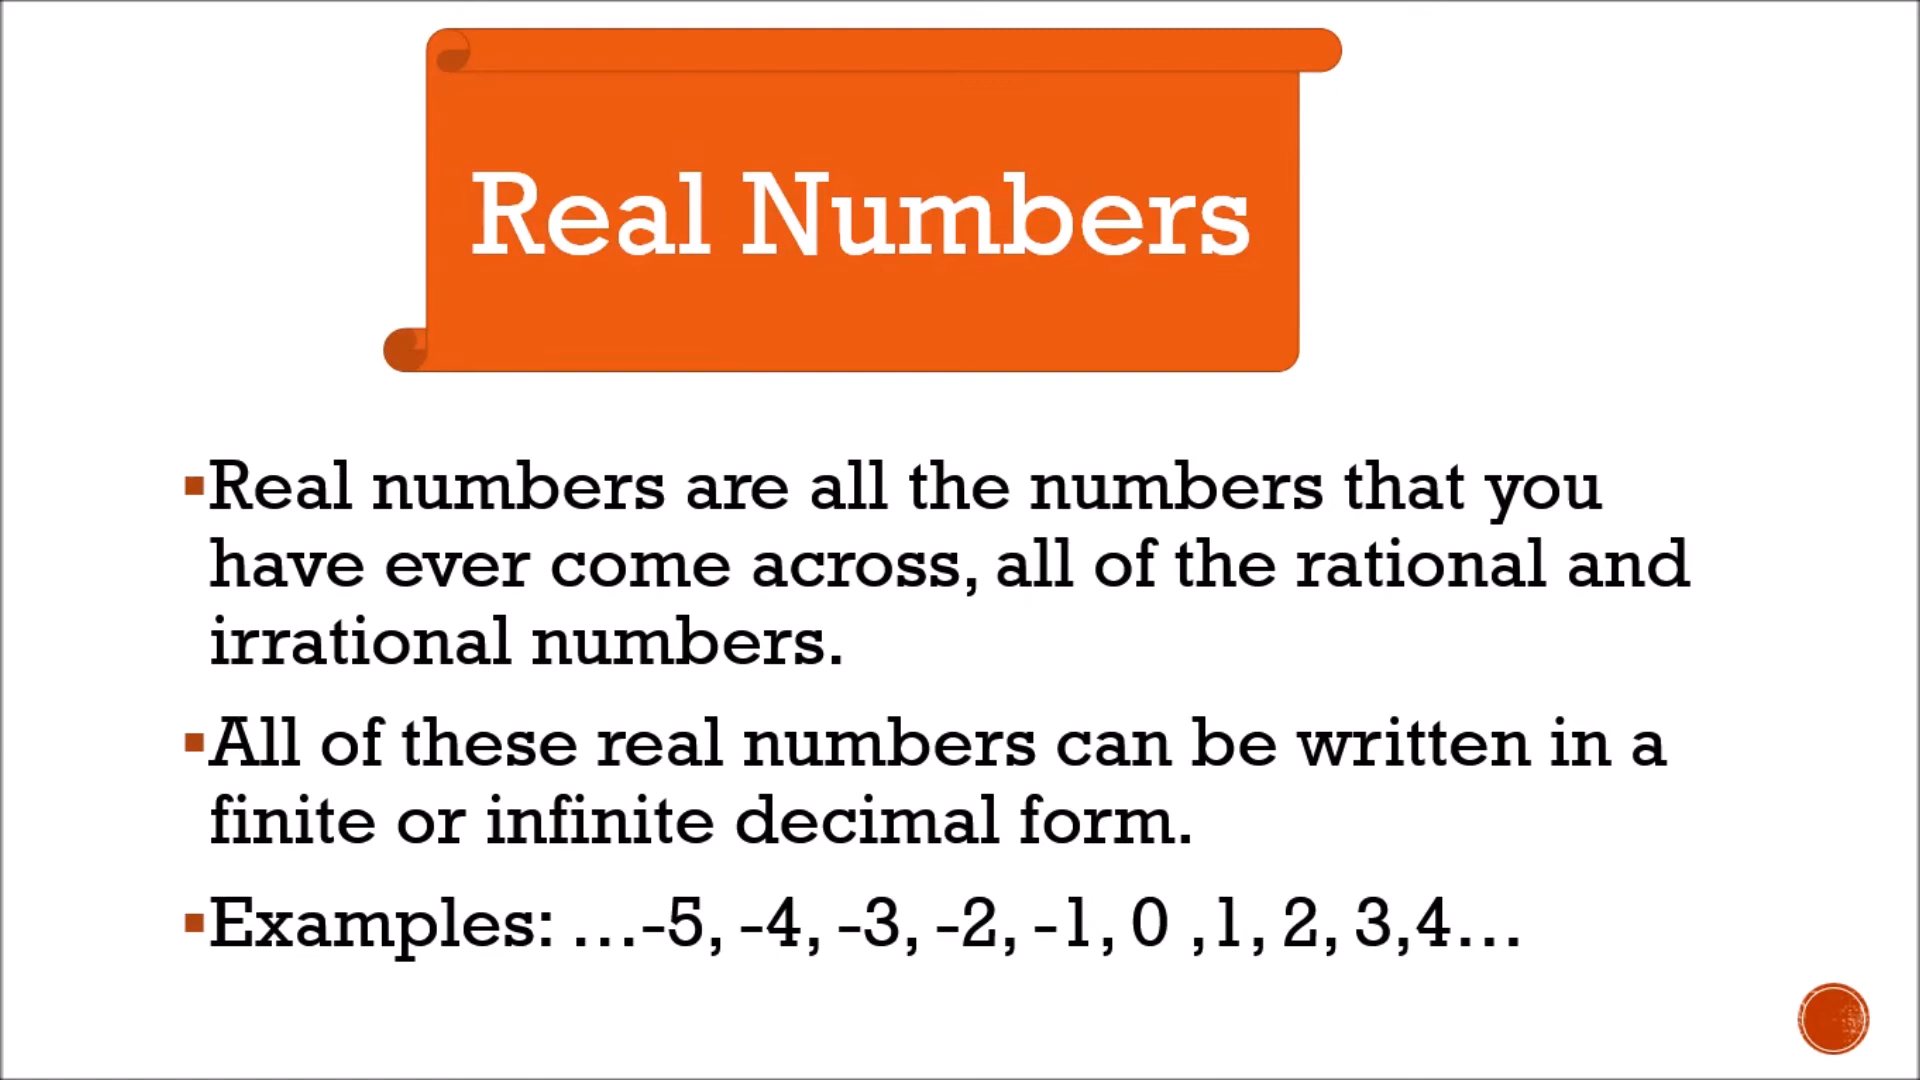 Real Numbers
▪Real numbers are all the numbers that you
have ever come across, all of the rational and
irrational numbers.
▪All of these real numbers can be written in a
finite or infinite decimal form.
▪Examples: …-5, -4, -3, -2, -1, 0 ,1, 2, 3,4…